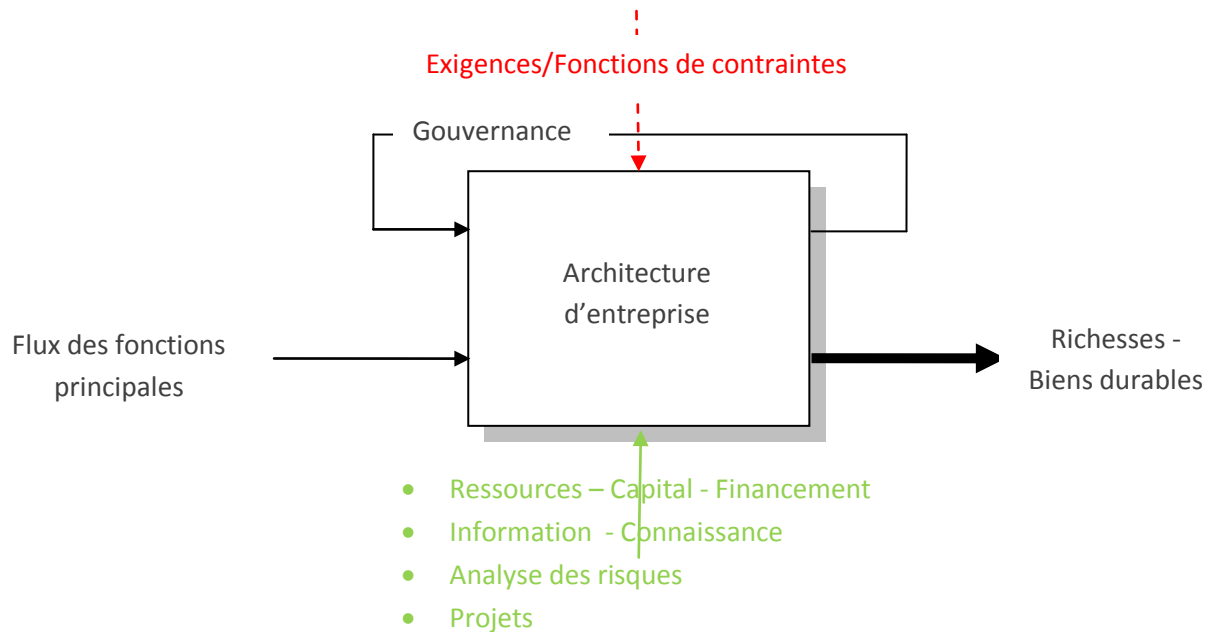 Exigences/Fonctions de contraintes
Gouvernance
Architecture
d’entreprise
Flux des fonctions
principales
Richesses -
Biens durables
• Ressources – Capital - Financement
• Information - Connaissance
• Analyse des risques
• Projets